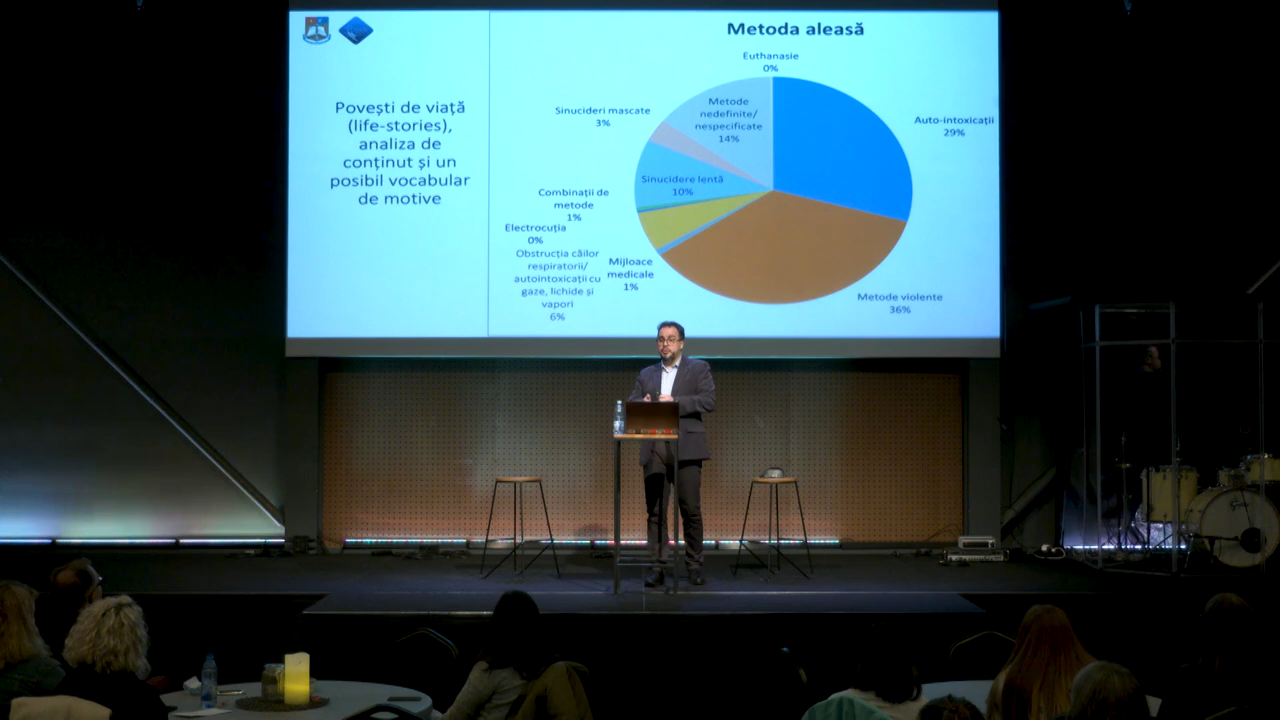 Povești de viață
(life-stories),
analiza de
conținut și un
posibil vocabular
de motive
Metoda aleasă
Euthanasie
0%
Auto-intoxicații
29%
Metode violente
36%
Mijloace
medicale
1%
Obstrucția căilor
respiratorii/
autointoxicații cu
gaze, lichide și
vapori
6%
Electrocuția
0%
Combinații de
metode
1%
Sinucidere lentă
10%
Sinucideri mascate
3%
Metode
nedefinite/
nespecificate
14%